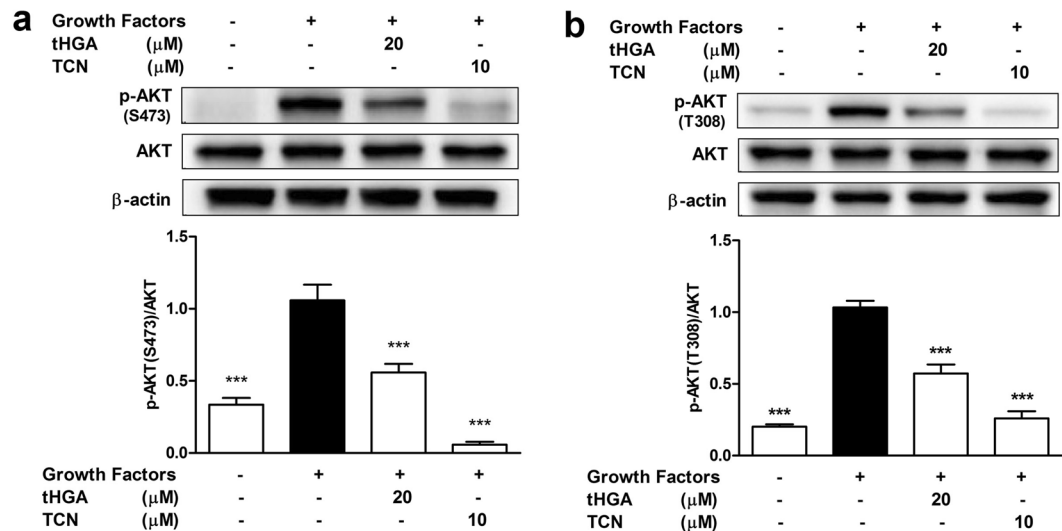 a
Growth Factors - + + +
tHGA (μM) - - 20 -
TCN (μM) - - - 10
p-AKT
(S473)
AKT
β-actin
p-AKT(S473)/AKT
1.5
1.0
0.5
0.0
***
***
***
Growth Factors - + + +
tHGA (μM) - - 20 -
TCN (μM) - - - 10
b
Growth Factors - + + +
tHGA (μM) - - 20 -
TCN (μM) - - - 10
p-AKT
(T308)
AKT
β-actin
p-AKT(T308)/AKT
1.5
1.0
0.5
0.0
***
***
***
Growth Factors - + + +
tHGA (μM) - - 20 -
TCN (μM) - - - 10